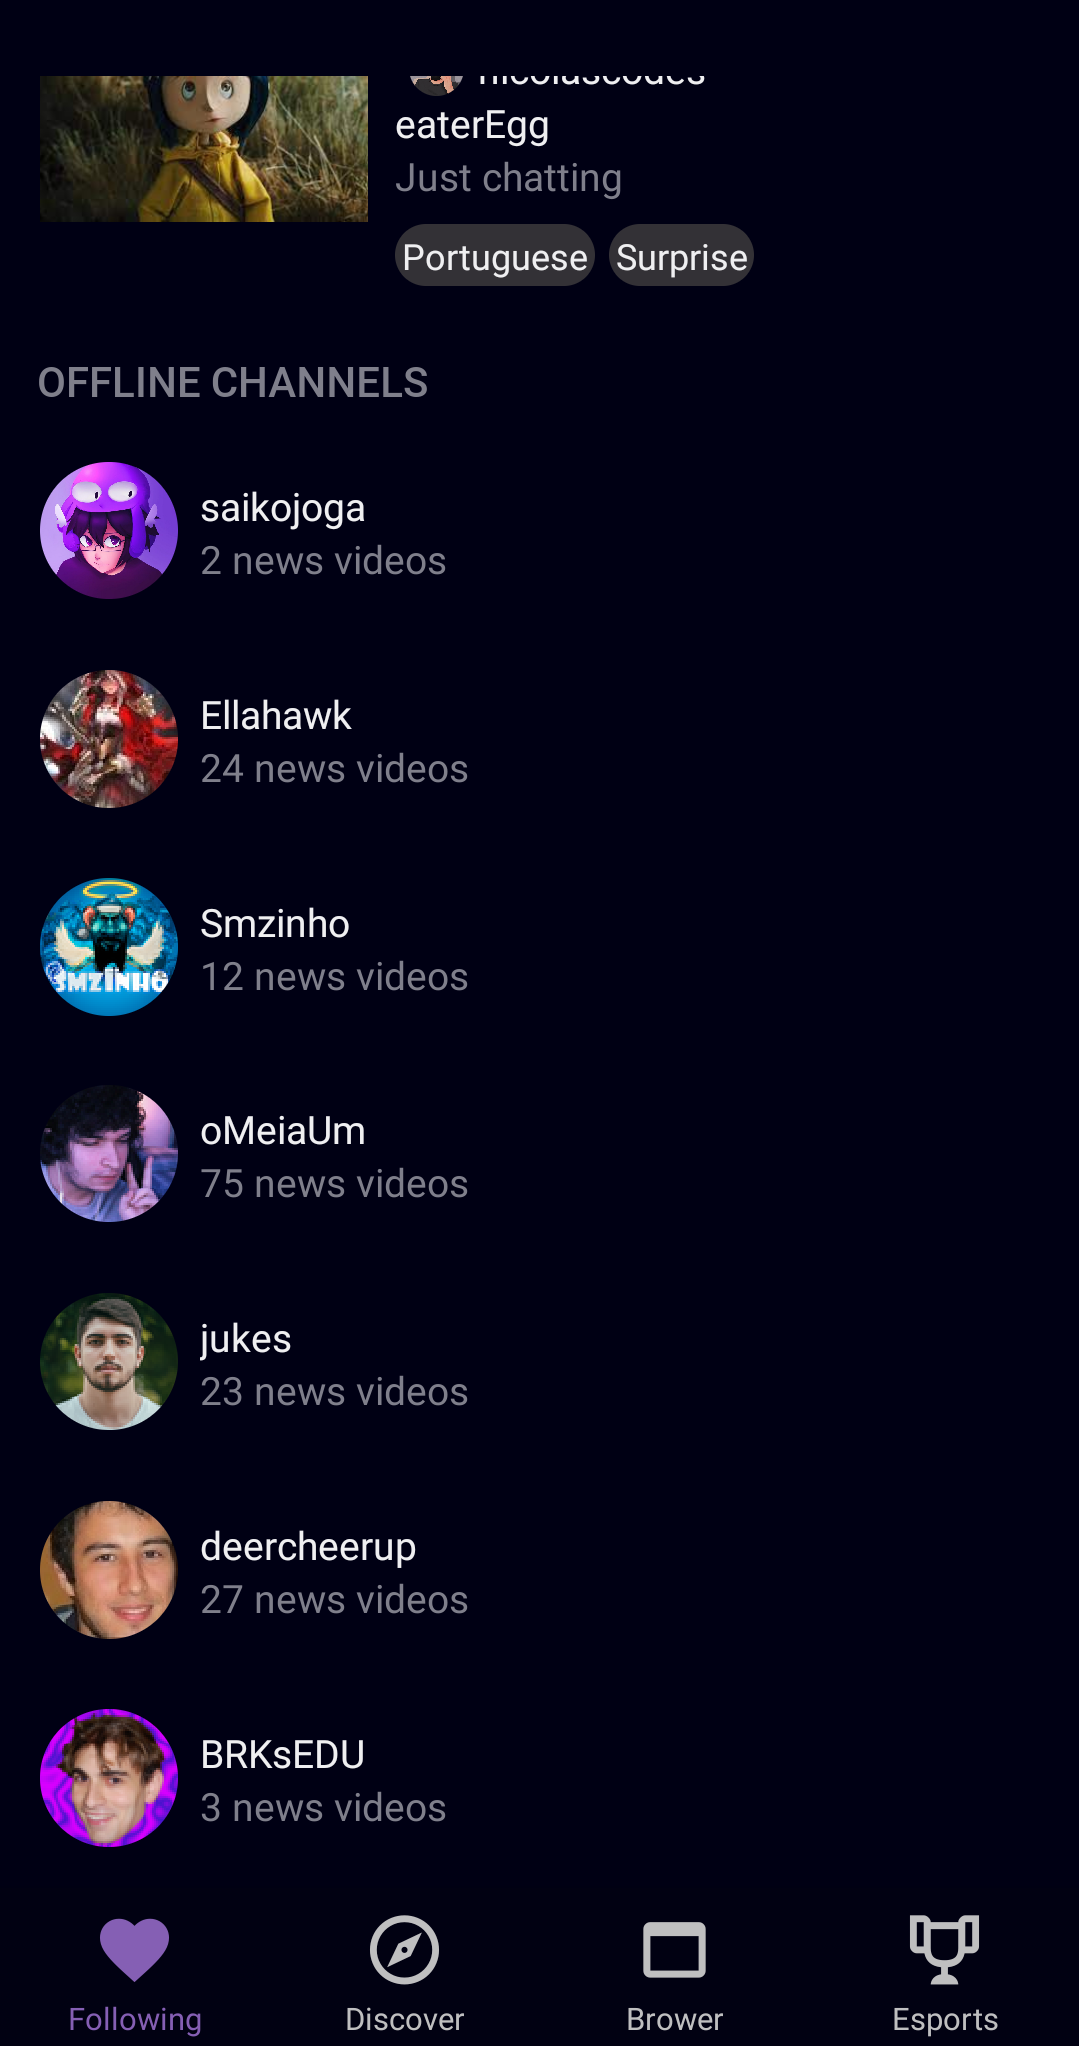 nicolascodes
eaterEgg
Just chatting
Portuguese Surprise
OFFLINE CHANNELS
saikojoga
2 news videos
Ellahawk
24 news videos
Smzinho
12 news videos
SMZINHO
oMeiaUm
75 news videos
jukes
23 news videos
deercheerup
27 news videos
BRKsEDU
3 news videos
Following Discover Brower Esports